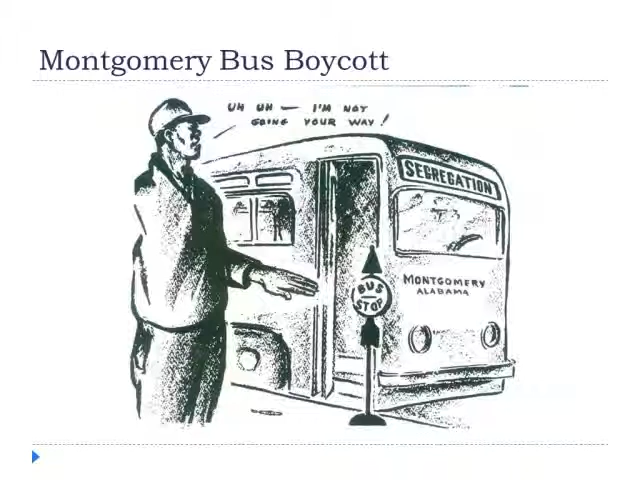 Montgomery Bus Boycott
UH UH — I'M NOT
GOING YOUR WAY!
SEGREGATION
BUS
STOP
MONTGOMERY
ALABAMA